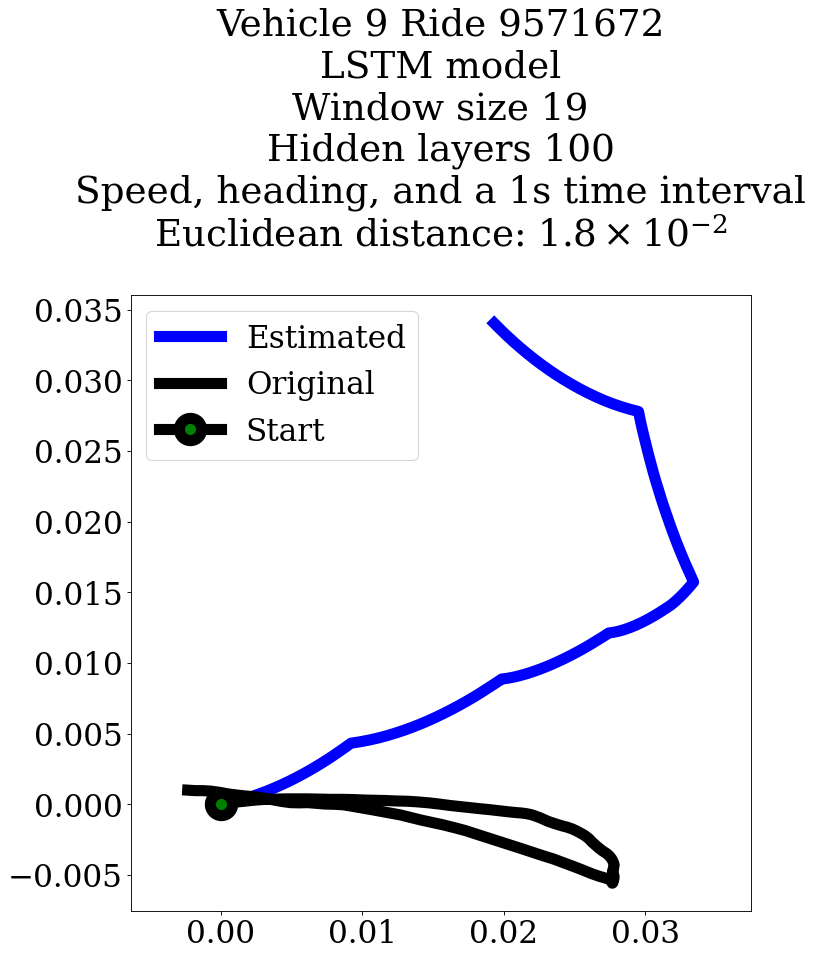 Vehicle 9 Ride 9571672
LSTM model
Window size 19
Hidden layers 100
Speed, heading, and a 1s time interval
Euclidean distance: 1.8 × 10⁻²
Estimated
Original
Start
0.035
0.030
0.025
0.020
0.015
0.010
0.005
0.000
−0.005
0.00 0.01 0.02 0.03